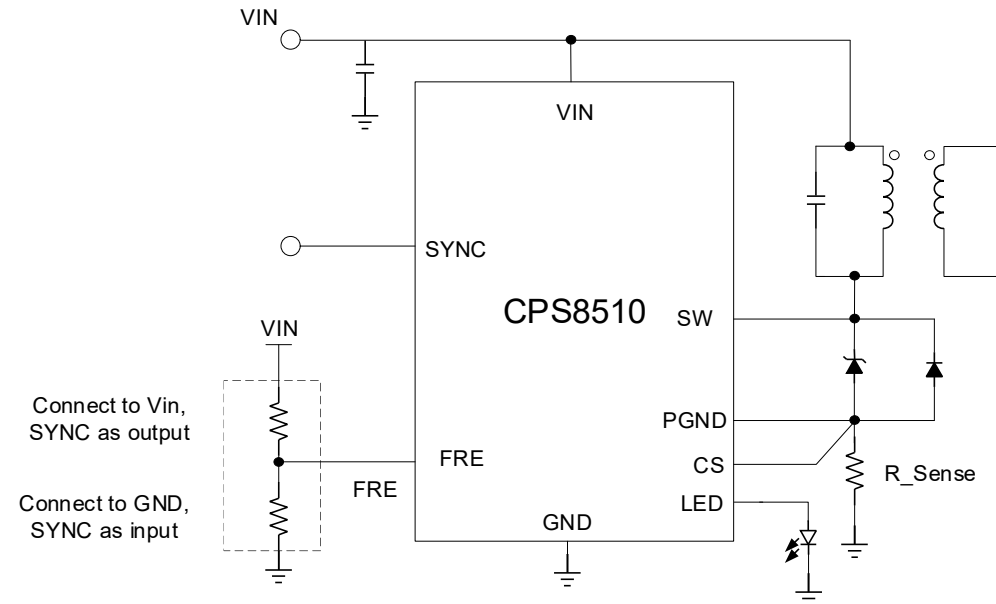 VIN
VIN
SYNC
CPS8510
SW
VIN
Connect to Vin,
SYNC as output
PGND
FRE
CS
R_Sense
FRE
Connect to GND,
SYNC as input
LED
GND